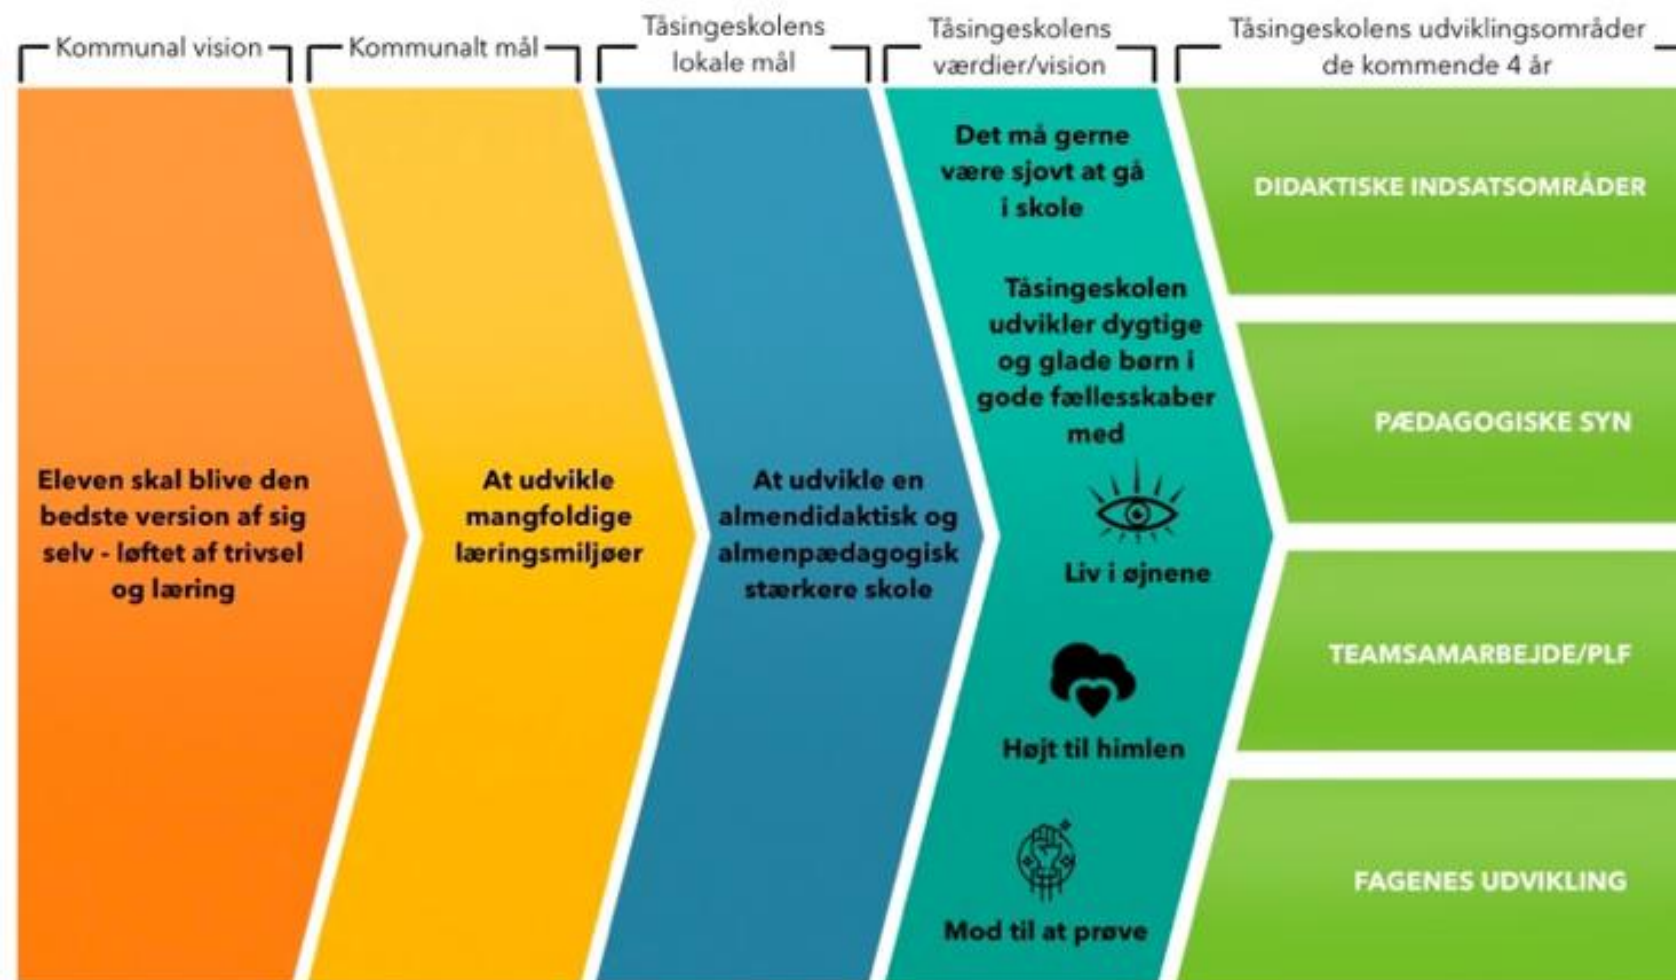 Kommunal vision
Kommunalt mål
Tåsingeskolens
lokale mål
Tåsingeskolens
værdier/vision
Tåsingeskolens udviklingsområder
de kommende 4 år
Eleven skal blive den
bedste version af sig
selv - løftet af trivsel
og læring
At udvikle
mangfoldige
læringsmiljøer
At udvikle en
almendidaktisk og
almenpædagogisk
stærkere skole
Det må gerne
være sjovt at gå
i skole
Tåsingeskolen
udvikler dygtige
og glade børn i
gode fællesskaber
med
Liv i øjnene
Højt til himlen
Mod til at prøve
DIDAKTISKE INDSATSOMRÅDER
PÆDAGOGISKE SYN
TEAMSAMARBEJDE/PLF
FAGENES UDVIKLING